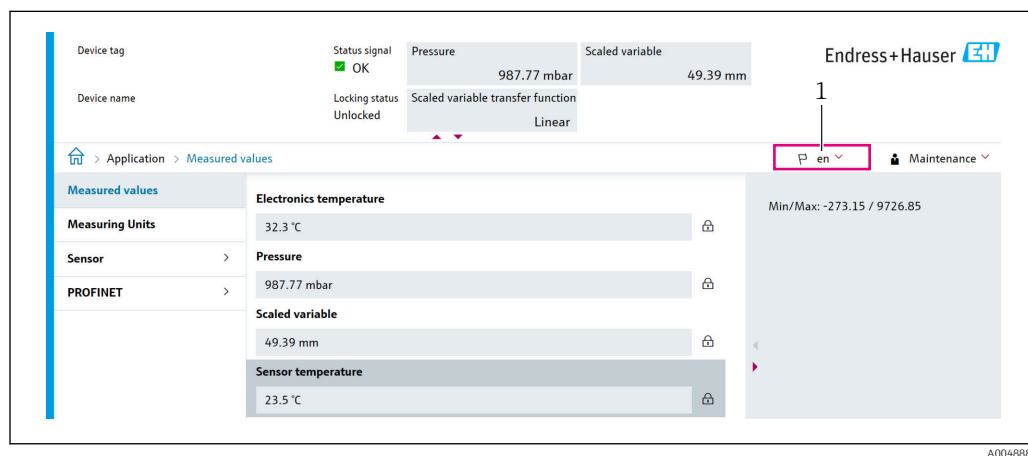 Device tag
Status signal
OK
Pressure
987.77 mbar
Scaled variable
49.39 mm
Endress+Hauser EH
Device name
Locking status
Unlocked
Scaled variable transfer function
Linear
1
> Application > Measured values
en
Maintenance
Measured values
Measuring Units
Sensor >
PROFINET >
Electronics temperature
32.3 °C
Pressure
987.77 mbar
Scaled variable
49.39 mm
Sensor temperature
23.5 °C
Min/Max: -273.15 / 9726.85